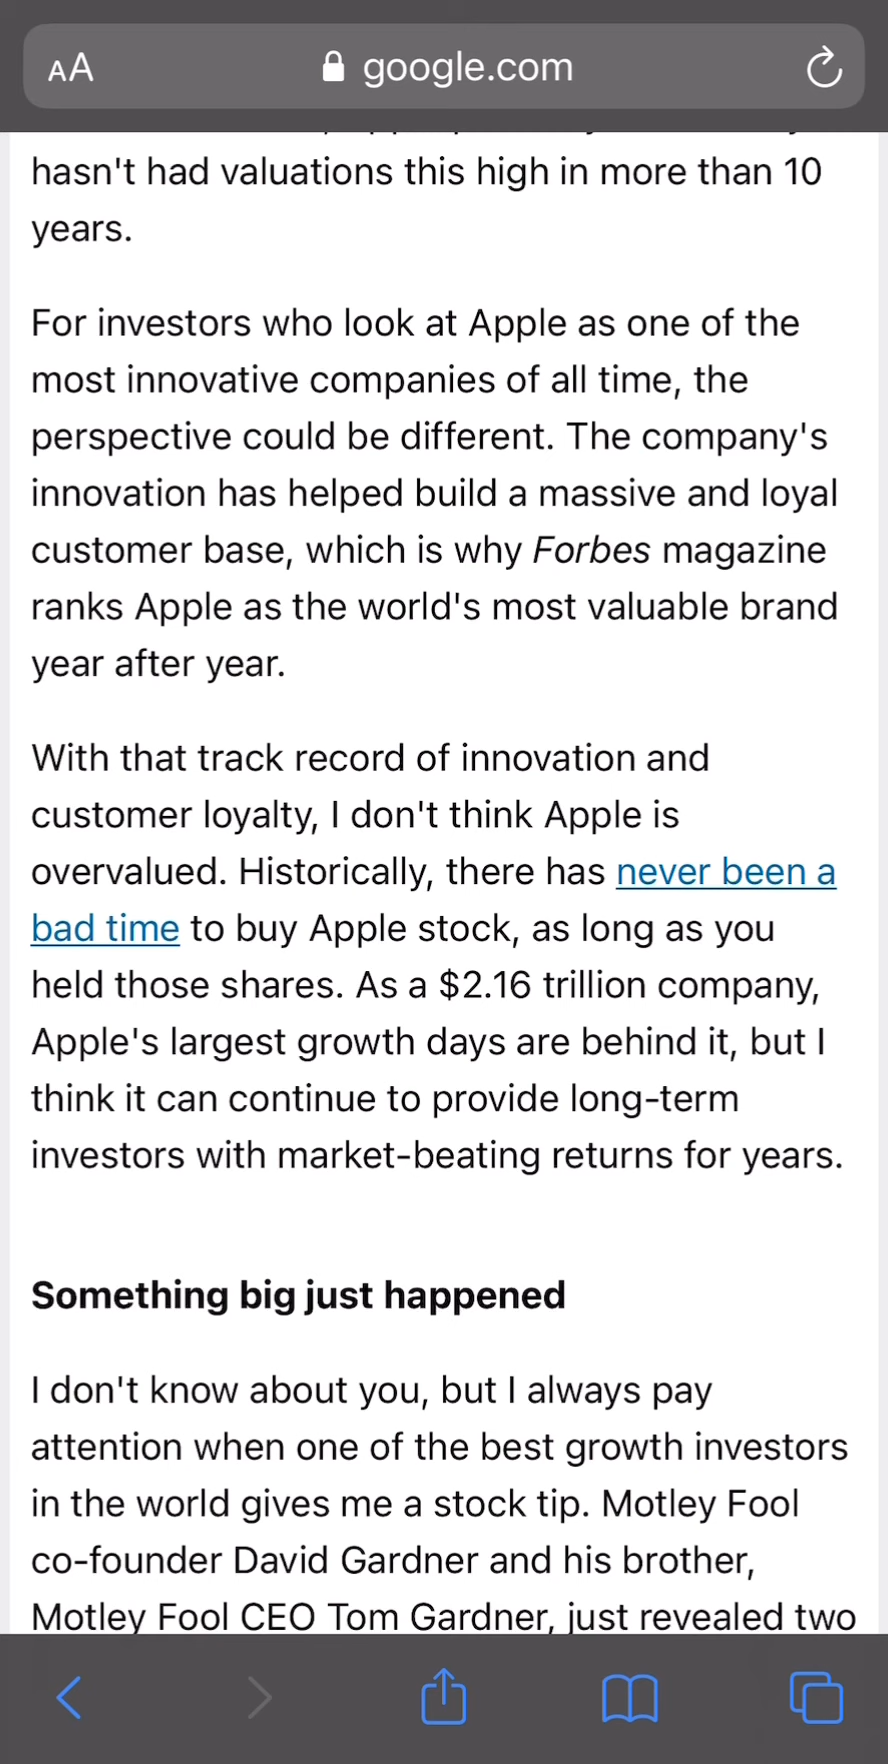 AA
google.com
hasn't had valuations this high in more than 10
years.
For investors who look at Apple as one of the
most innovative companies of all time, the
perspective could be different. The company's
innovation has helped build a massive and loyal
customer base, which is why Forbes magazine
ranks Apple as the world's most valuable brand
year after year.
With that track record of innovation and
customer loyalty, I don't think Apple is
overvalued. Historically, there has never been a
bad time to buy Apple stock, as long as you
held those shares. As a $2.16 trillion company,
Apple's largest growth days are behind it, but I
think it can continue to provide long-term
investors with market-beating returns for years.
Something big just happened
I don't know about you, but I always pay
attention when one of the best growth investors
in the world gives me a stock tip. Motley Fool
co-founder David Gardner and his brother,
Motley Fool CEO Tom Gardner, just revealed two